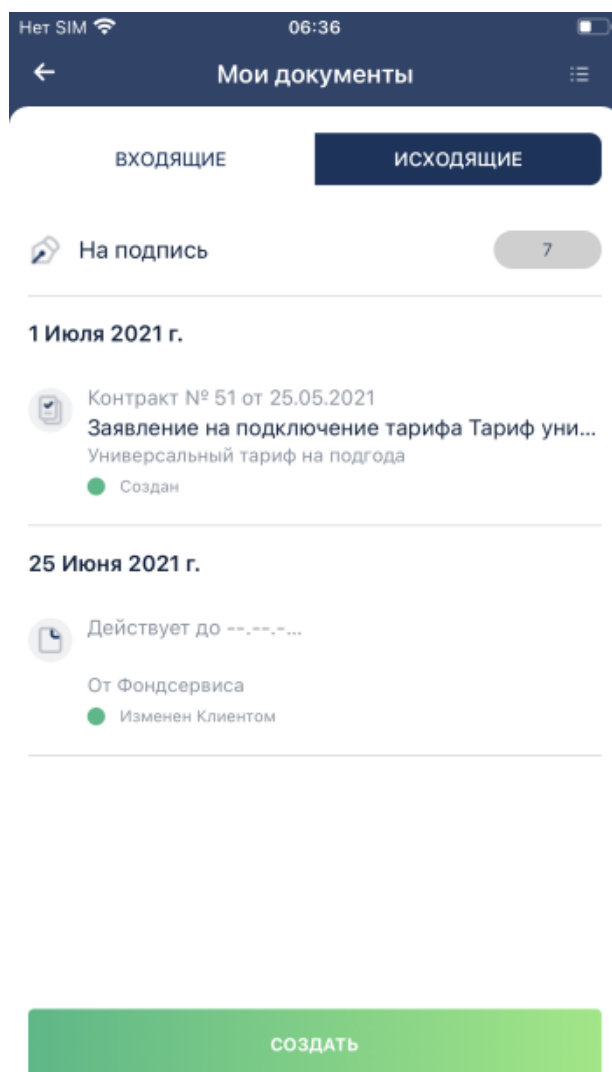 Нет SIM 06:36
Мои документы
ВХОДЯЩИЕ ИСХОДЯЩИЕ
На подпись 7
1 Июля 2021 г.
Контракт № 51 от 25.05.2021
Заявление на подключение тарифа Тариф уни...
Универсальный тариф на подгода
Создан
25 Июня 2021 г.
Действует до --.--.-...
От Фондсервиса
Изменен Клиентом
СОЗДАТЬ